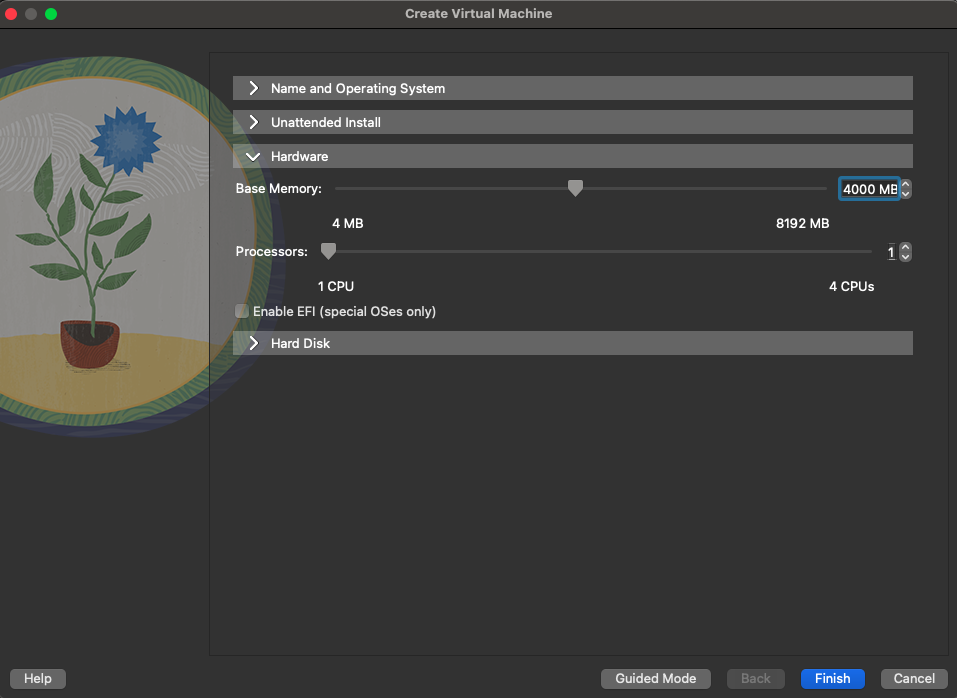 Create Virtual Machine
Name and Operating System
Unattended Install
Hardware
Base Memory: 4000 MB
4 MB 8192 MB
Processors: 1
1 CPU 4 CPUs
Enable EFI (special OSes only)
Hard Disk
Help Guided Mode Back Finish Cancel